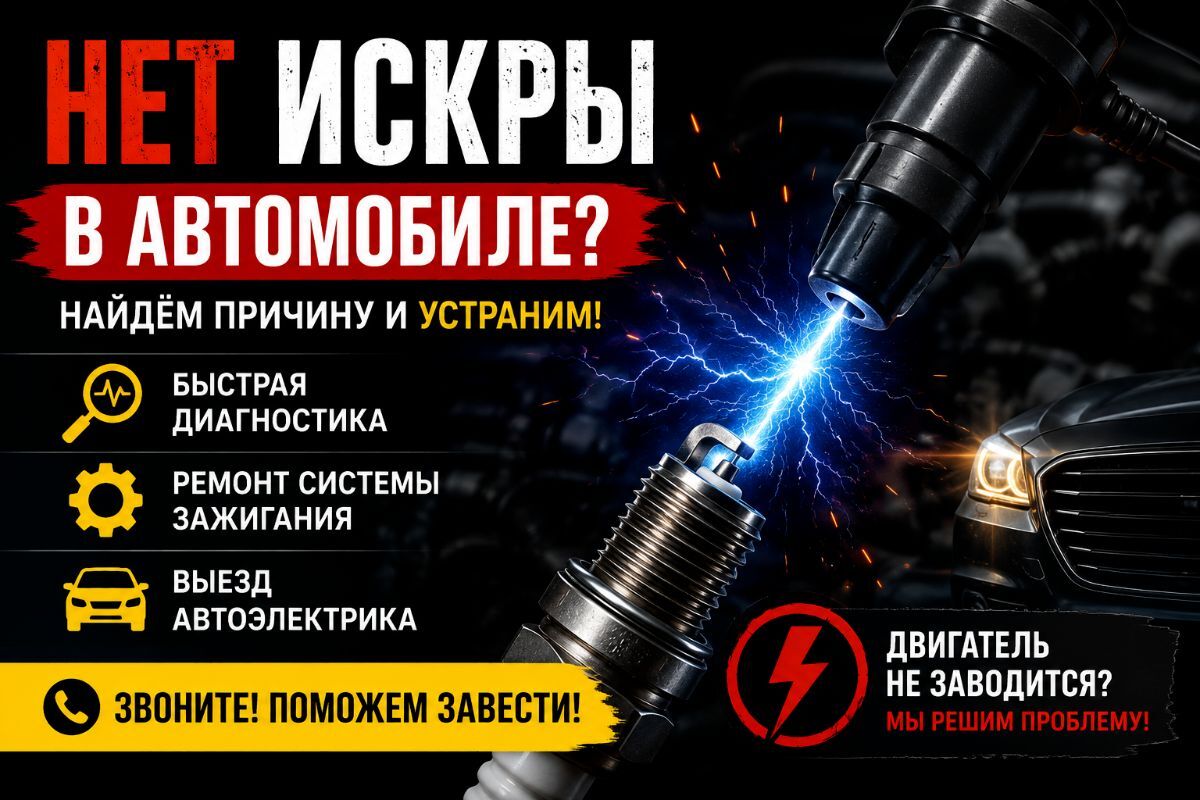 НЕТ ИСКРЫ
В АВТОМОБИЛЕ?
НАЙДЁМ ПРИЧИНУ И УСТРАНИМ!
БЫСТРАЯ
ДИАГНОСТИКА
РЕМОНТ СИСТЕМЫ
ЗАЖИГАНИЯ
ВЫЕЗД
АВТОЭЛЕКТРИКА
ЗВОНИТЕ! ПОМОЖЕМ ЗАВЕСТИ!
ДВИГАТЕЛЬ
НЕ ЗАВОДИТСЯ?
МЫ РЕШИМ ПРОБЛЕМУ!